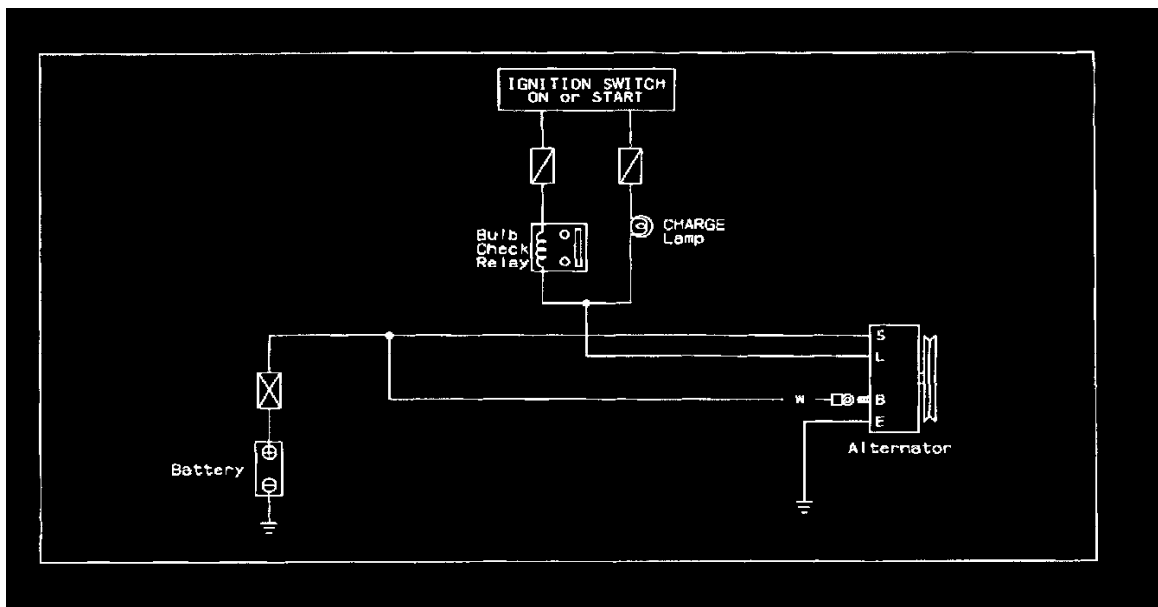 IGNITION SWITCH
ON or START
Bulb
Check
Relay
CHARGE
Lamp
S
L
W
B
E
Alternator
Battery